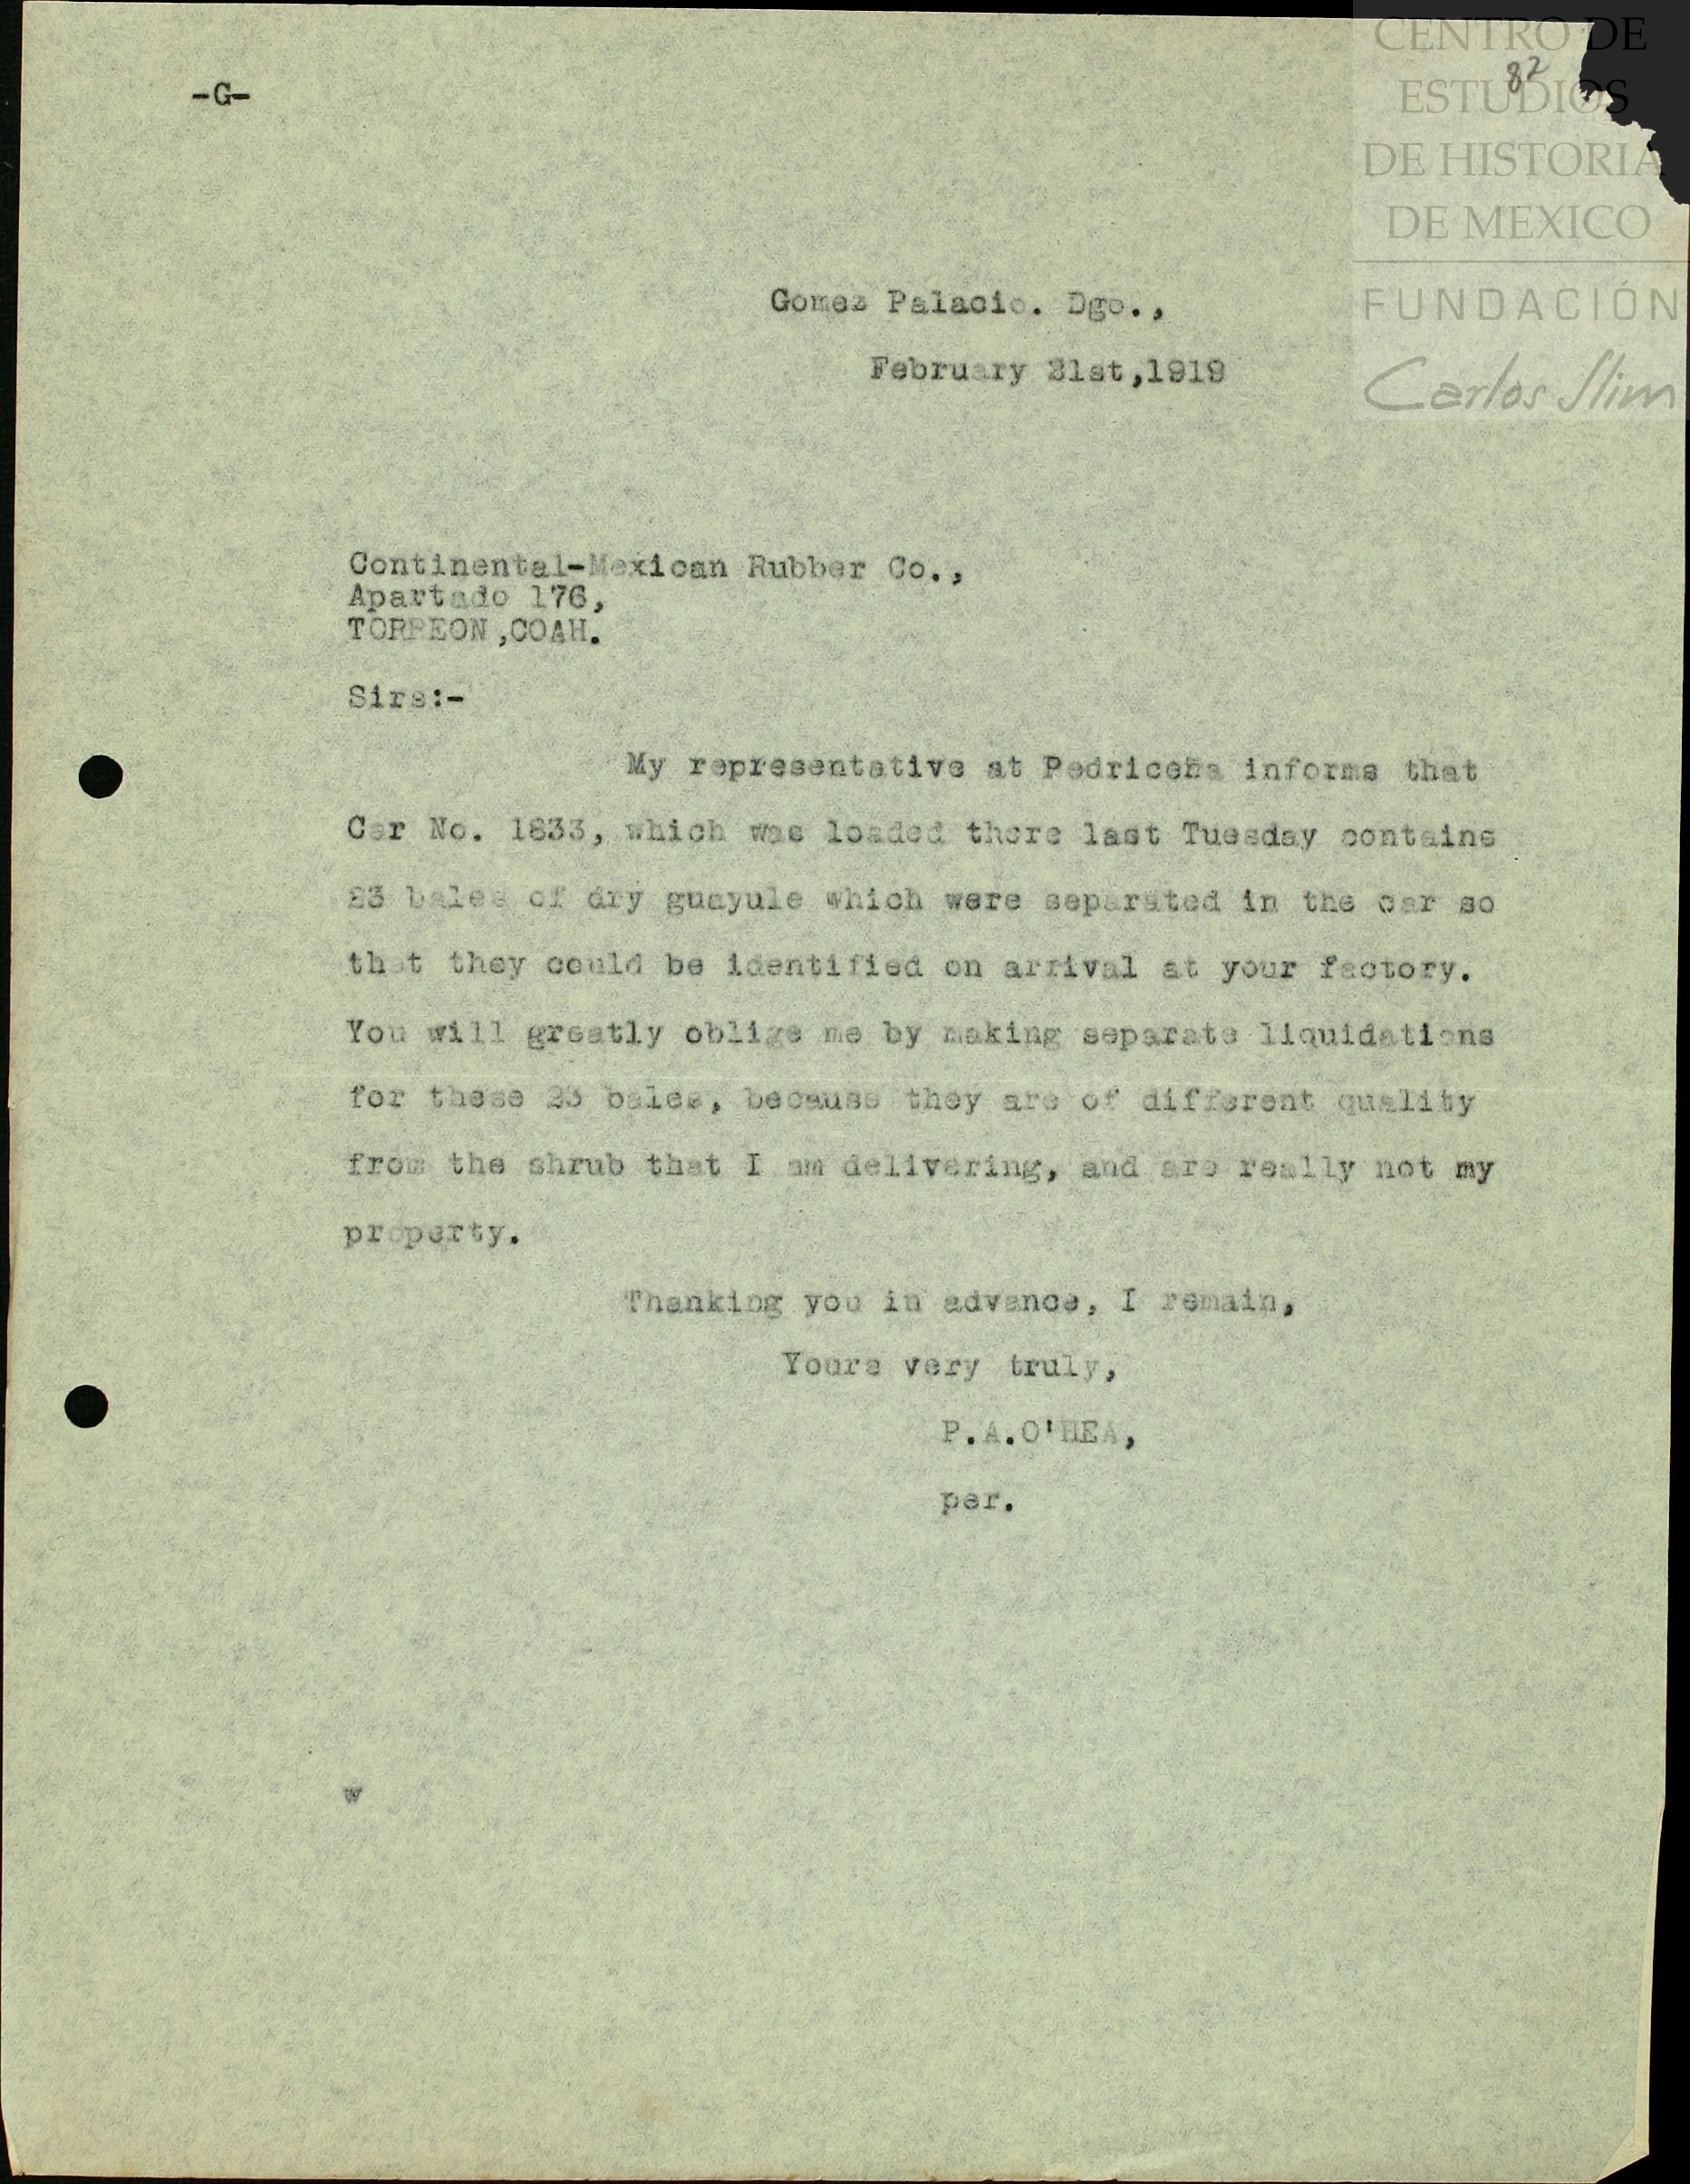 CENTRO DE
82
ESTUDIOS
-G-
DE HISTORIA
DE MEXICO
FUNDACIÓN
Carlos Slim
Gomez Palacio. Dgo.,
February 21st,1919
Continental-Mexican Rubber Co.,
Apartado 176,
TORREON,COAH.
Sirs:-
My representative at Pedriceña informs that
Car No. 1833, which was loaded there last Tuesday contains
23 bales of dry guayule which were separated in the car so
that they could be identified on arrival at your factory.
You will greatly oblige me by making separate liquidations
for these 23 bales, because they are of different quality
from the shrub that I am delivering, and are really not my
property.
Thanking you in advance, I remain,
Yours very truly,
P.A.O'HEA,
per.
w